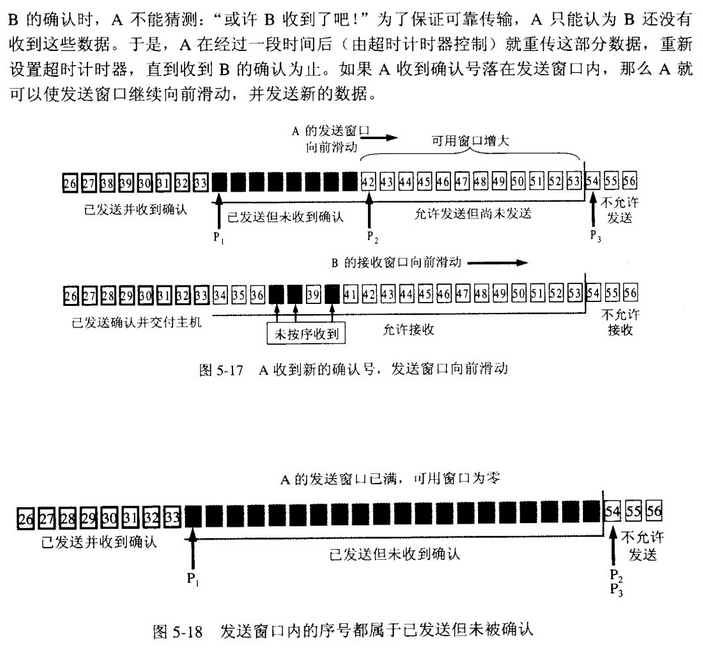 B 的确认时，A 不能猜测：“或许 B 收到了吧！”为了保证可靠传输，A 只能认为 B 还没有
收到这些数据。于是，A 在经过一段时间后（由超时计时器控制）就重传这部分数据，重新
设置超时计时器，直到收到 B 的确认为止。如果 A 收到确认号落在发送窗口内，那么 A 就
可以使发送窗口继续向前滑动，并发送新的数据。
A 的发送窗口
向前滑动
可用窗口增大
26 27 38 39 30 31 32 33 42 43 44 45 46 47 48 49 50 51 52 53 54 55 56
已发送并收到确认 已发送但未收到确认 允许发送但尚未发送 不允许
发送
P1 P2 P3
B 的接收窗口向前滑动
26 27 28 29 30 31 32 33 34 35 36 39 41 42 43 44 45 46 47 48 49 50 51 52 53 54 55 56
已发送确认并交付主机 未按序收到 允许接收 不允许
接收
图 5-17 A 收到新的确认号，发送窗口向前滑动
A 的发送窗口已满，可用窗口为零
26 27 28 29 30 31 32 33 54 55 56
已发送并收到确认 已发送但未收到确认 不允许
发送
P1 P2
P3
图 5-18 发送窗口内的序号都属于已发送但未被确认